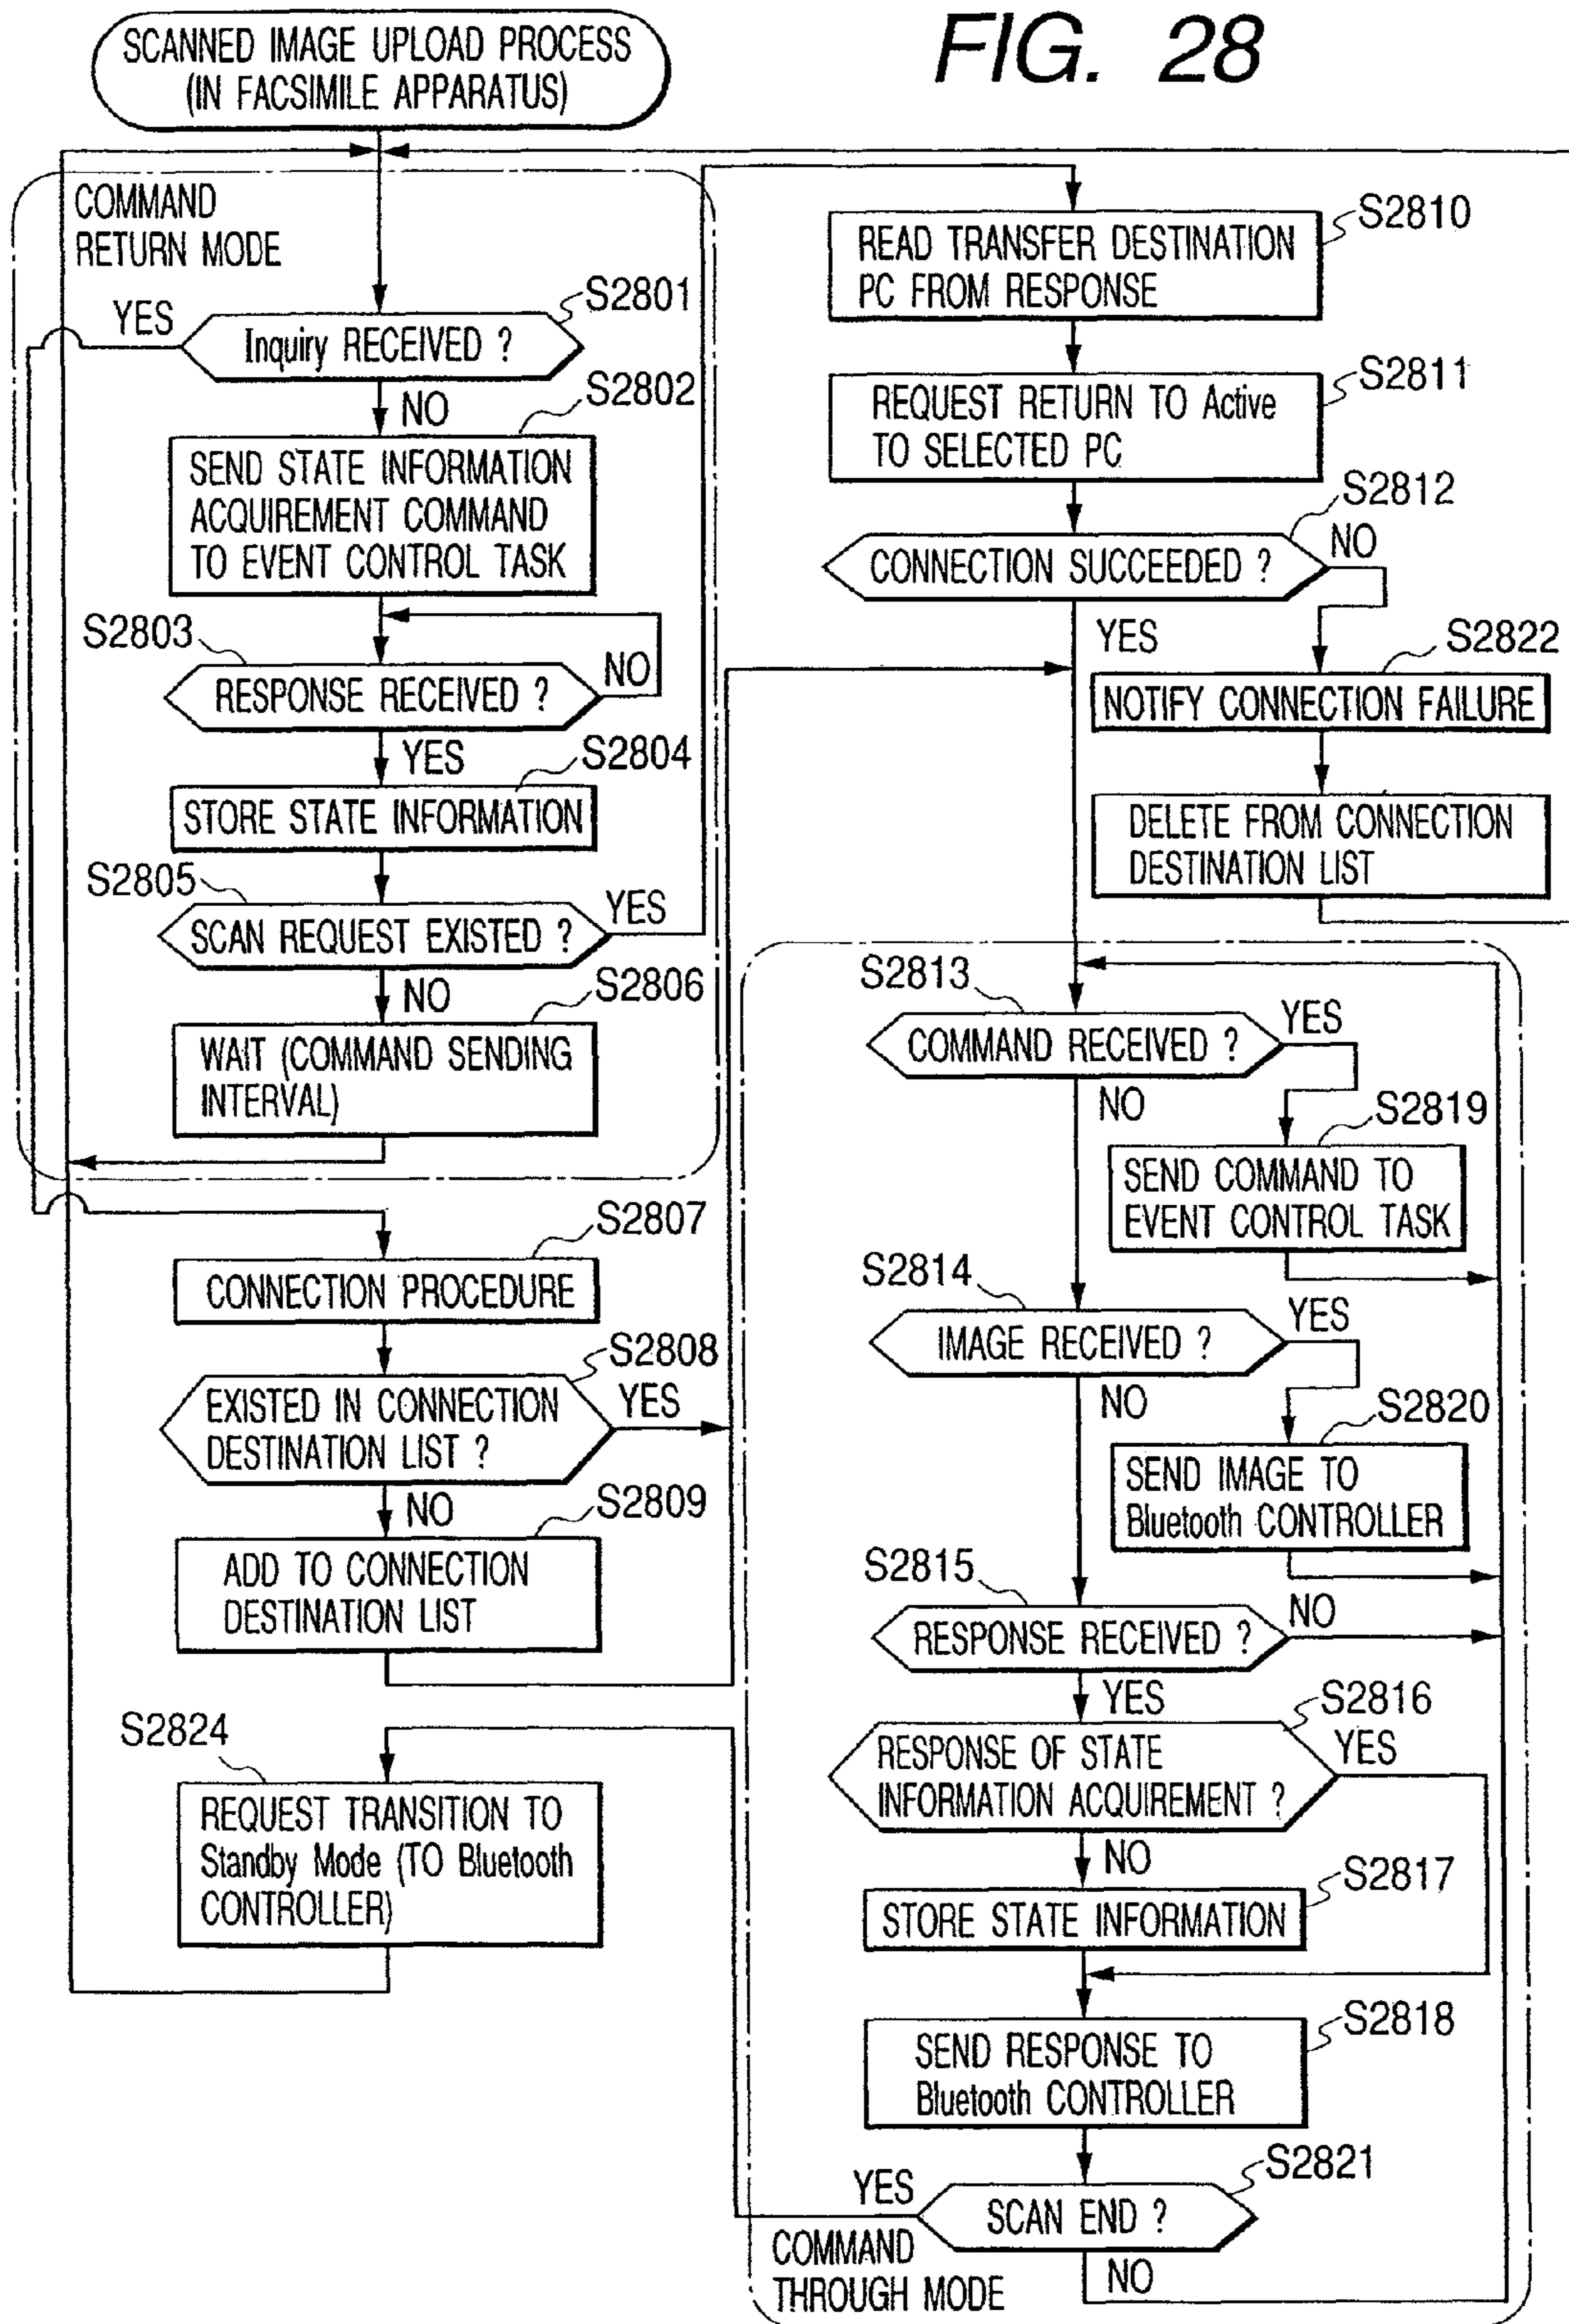 FIG. 28
SCANNED IMAGE UPLOAD PROCESS
(IN FACSIMILE APPARATUS)
COMMAND
RETURN MODE
S2801
YES
Inquiry RECEIVED ?
NO
S2802
SEND STATE INFORMATION
ACQUIREMENT COMMAND
TO EVENT CONTROL TASK
S2803
RESPONSE RECEIVED ?
NO
YES
S2804
STORE STATE INFORMATION
S2805
SCAN REQUEST EXISTED ?
YES
NO
S2806
WAIT (COMMAND SENDING
INTERVAL)
S2807
CONNECTION PROCEDURE
S2808
EXISTED IN CONNECTION
DESTINATION LIST ?
YES
NO
S2809
ADD TO CONNECTION
DESTINATION LIST
S2824
REQUEST TRANSITION TO
Standby Mode (TO Bluetooth
CONTROLLER)
S2810
READ TRANSFER DESTINATION
PC FROM RESPONSE
S2811
REQUEST RETURN TO Active
TO SELECTED PC
S2812
CONNECTION SUCCEEDED ?
NO
YES
S2822
NOTIFY CONNECTION FAILURE
DELETE FROM CONNECTION
DESTINATION LIST
S2813
COMMAND RECEIVED ?
YES
NO
S2819
SEND COMMAND TO
EVENT CONTROL TASK
S2814
IMAGE RECEIVED ?
YES
NO
S2820
SEND IMAGE TO
Bluetooth CONTROLLER
S2815
RESPONSE RECEIVED ?
NO
YES
S2816
RESPONSE OF STATE
INFORMATION ACQUIREMENT ?
YES
NO
S2817
STORE STATE INFORMATION
S2818
SEND RESPONSE TO
Bluetooth CONTROLLER
S2821
YES
SCAN END ?
NO
COMMAND
THROUGH MODE